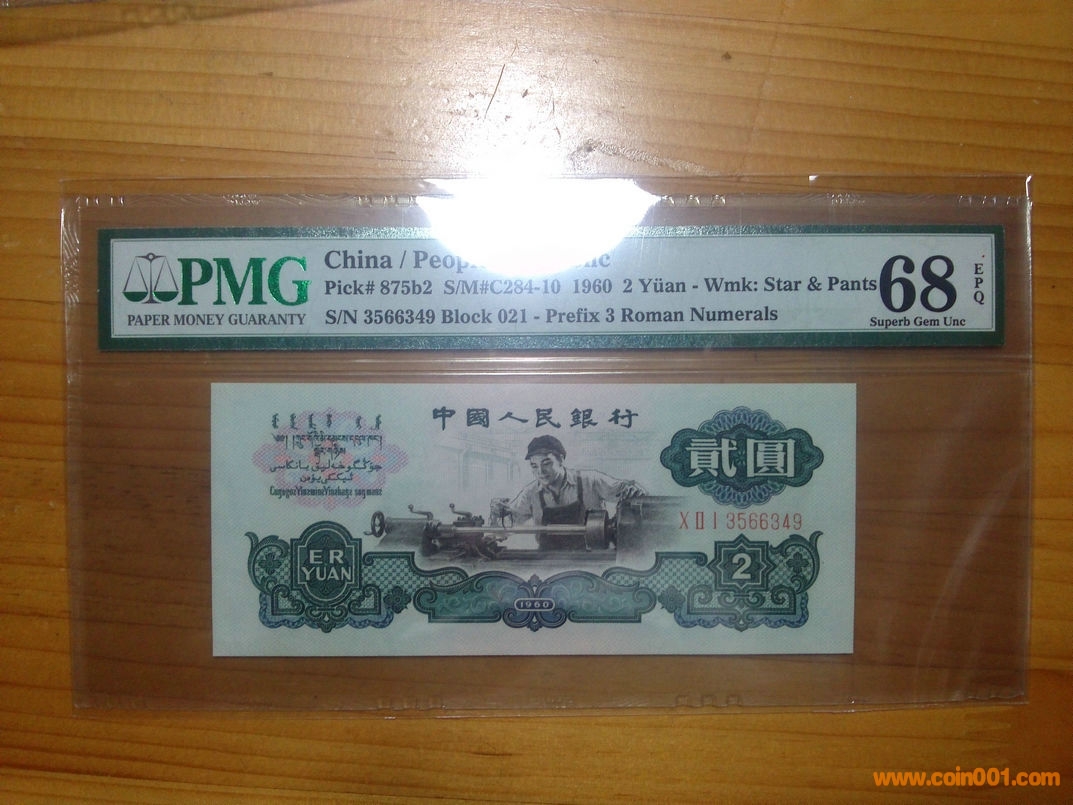 PMG
PAPER MONEY GUARANTY
China / Peop
Pick# 875b2 S/M#C284-10 1960 2 Yüan - Wmk: Star & Pants
S/N 3566349 Block 021 - Prefix 3 Roman Numerals
68
EPQ
Superb Gem Unc
中國人民銀行
貳圓
X II I 3566349
ER
YUAN
1960
2
www.coin001.com